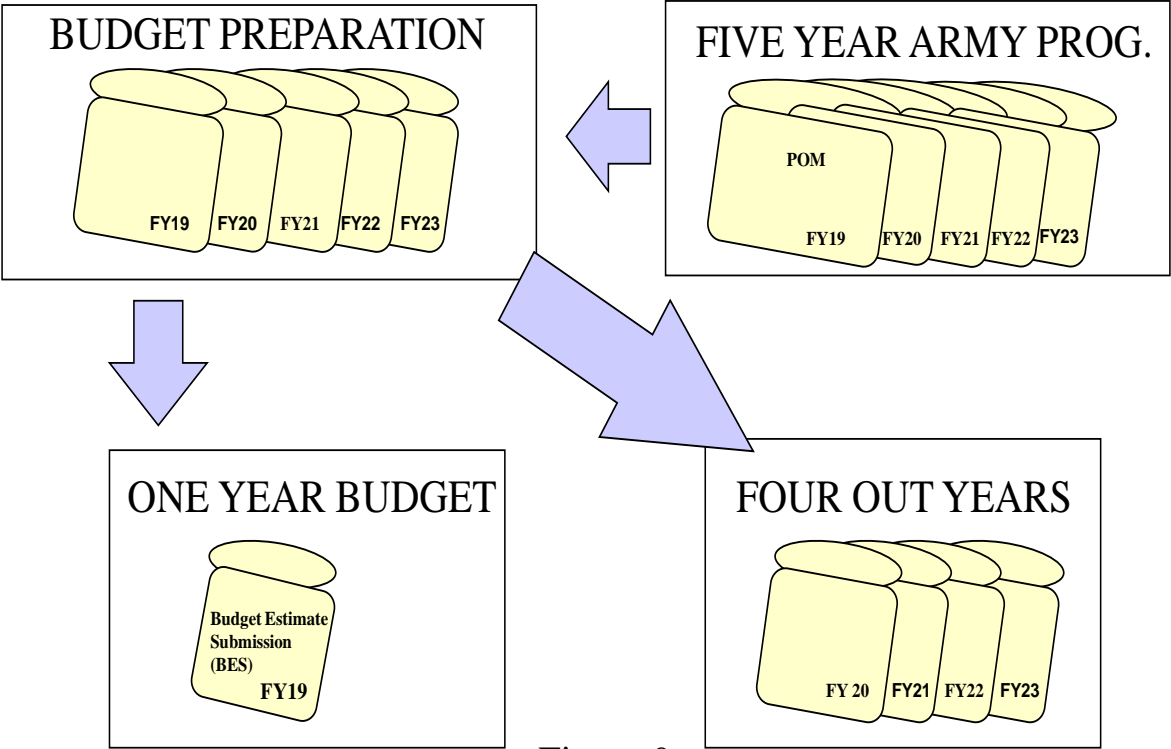 BUDGET PREPARATION
FY19 FY20 FY21 FY22 FY23
FIVE YEAR ARMY PROG.
POM
FY19 FY20 FY21 FY22 FY23
ONE YEAR BUDGET
Budget Estimate
Submission
(BES)
FY19
FOUR OUT YEARS
FY 20 FY21 FY22 FY23